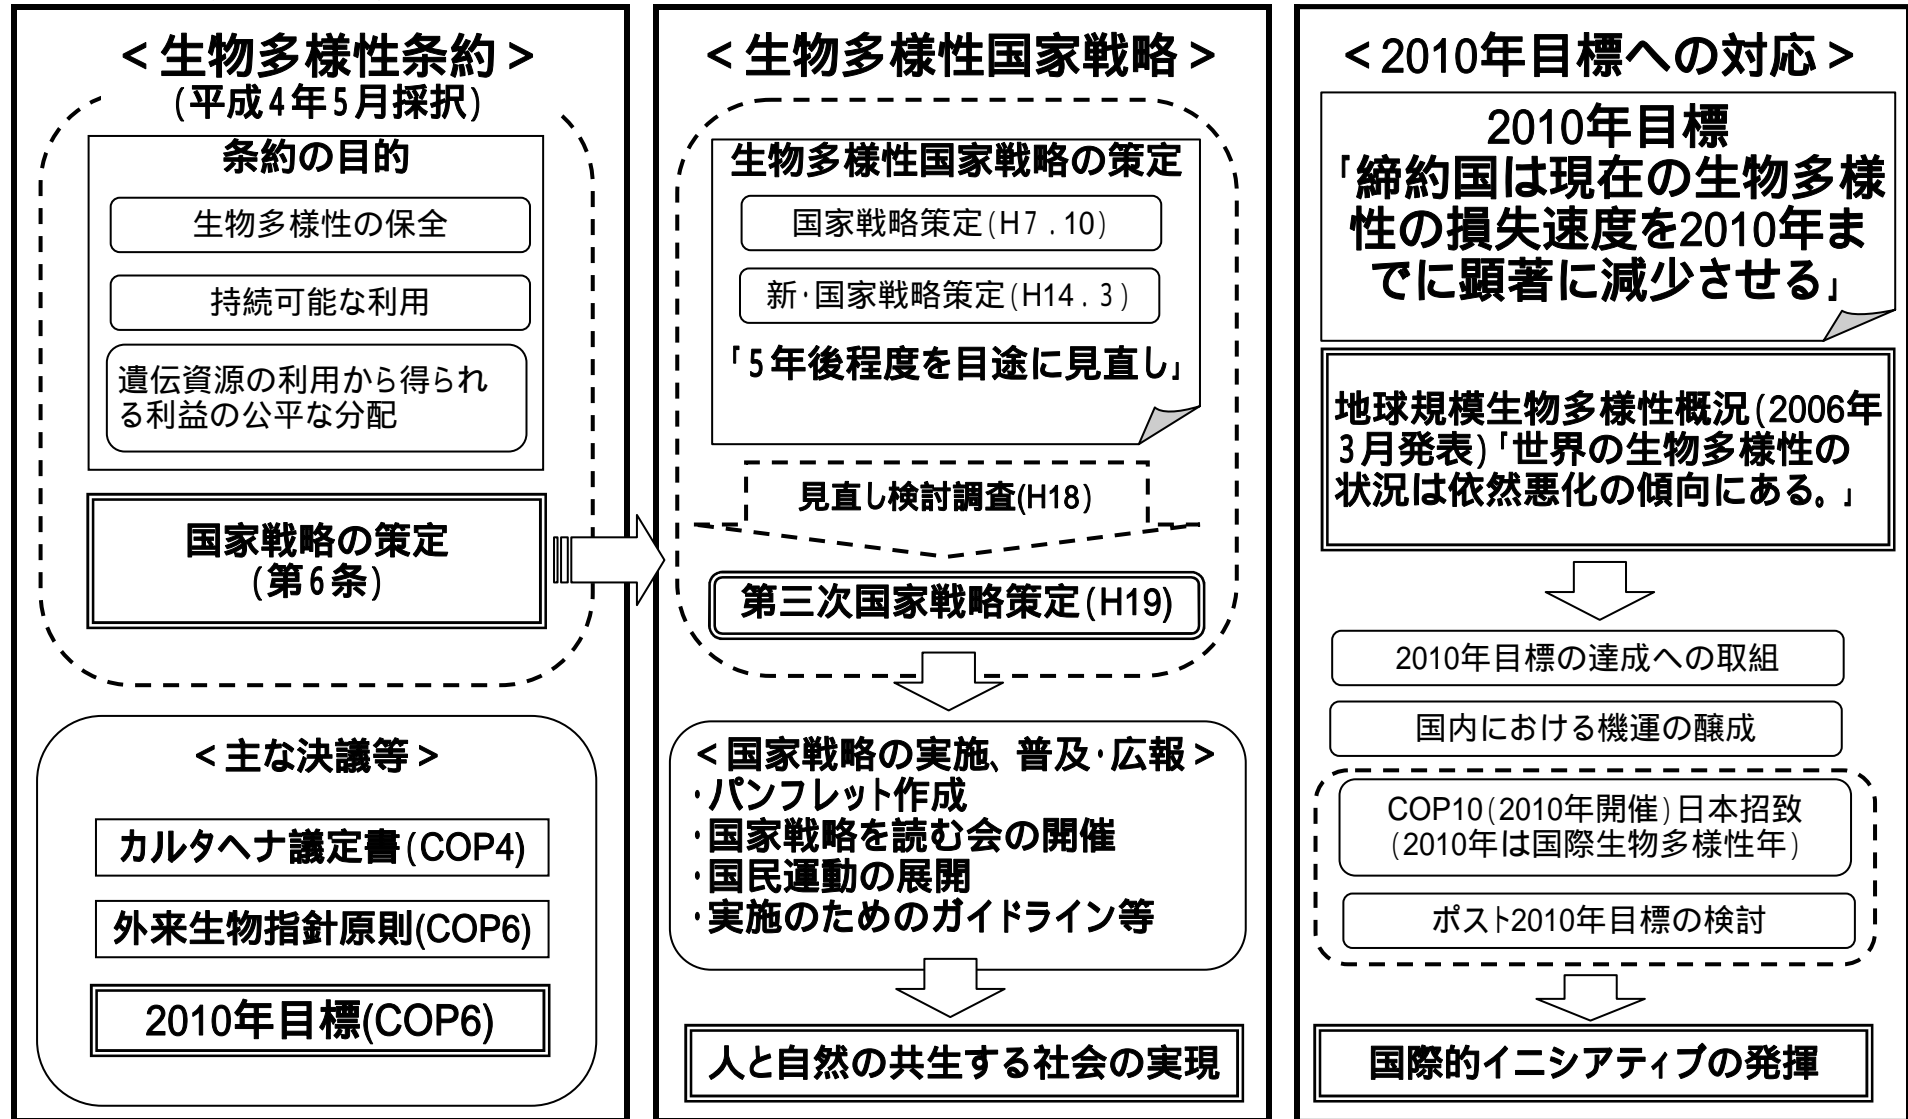 ＜生物多様性条約＞
(平成4年5月採択)
条約の目的
生物多様性の保全
持続可能な利用
遺伝資源の利用から得られ
る利益の公平な分配
国家戦略の策定
(第6条)
＜主な決議等＞
カルタヘナ議定書(COP4)
外来生物指針原則(COP6)
2010年目標(COP6)
＜生物多様性国家戦略＞
生物多様性国家戦略の策定
国家戦略策定(H7．10)
新・国家戦略策定(H14．3)
「5年後程度を目途に見直し」
見直し検討調査(H18)
第三次国家戦略策定(H19)
＜国家戦略の実施、普及・広報＞
・パンフレット作成
・国家戦略を読む会の開催
・国民運動の展開
・実施のためのガイドライン等
人と自然の共生する社会の実現
＜2010年目標への対応＞
2010年目標
「締約国は現在の生物多様
性の損失速度を2010年ま
でに顕著に減少させる」
地球規模生物多様性概況(2006年
3月発表)「世界の生物多様性の
状況は依然悪化の傾向にある。」
2010年目標の達成への取組
国内における機運の醸成
COP10(2010年開催)日本招致
(2010年は国際生物多様性年)
ポスト2010年目標の検討
国際的イニシアティブの発揮